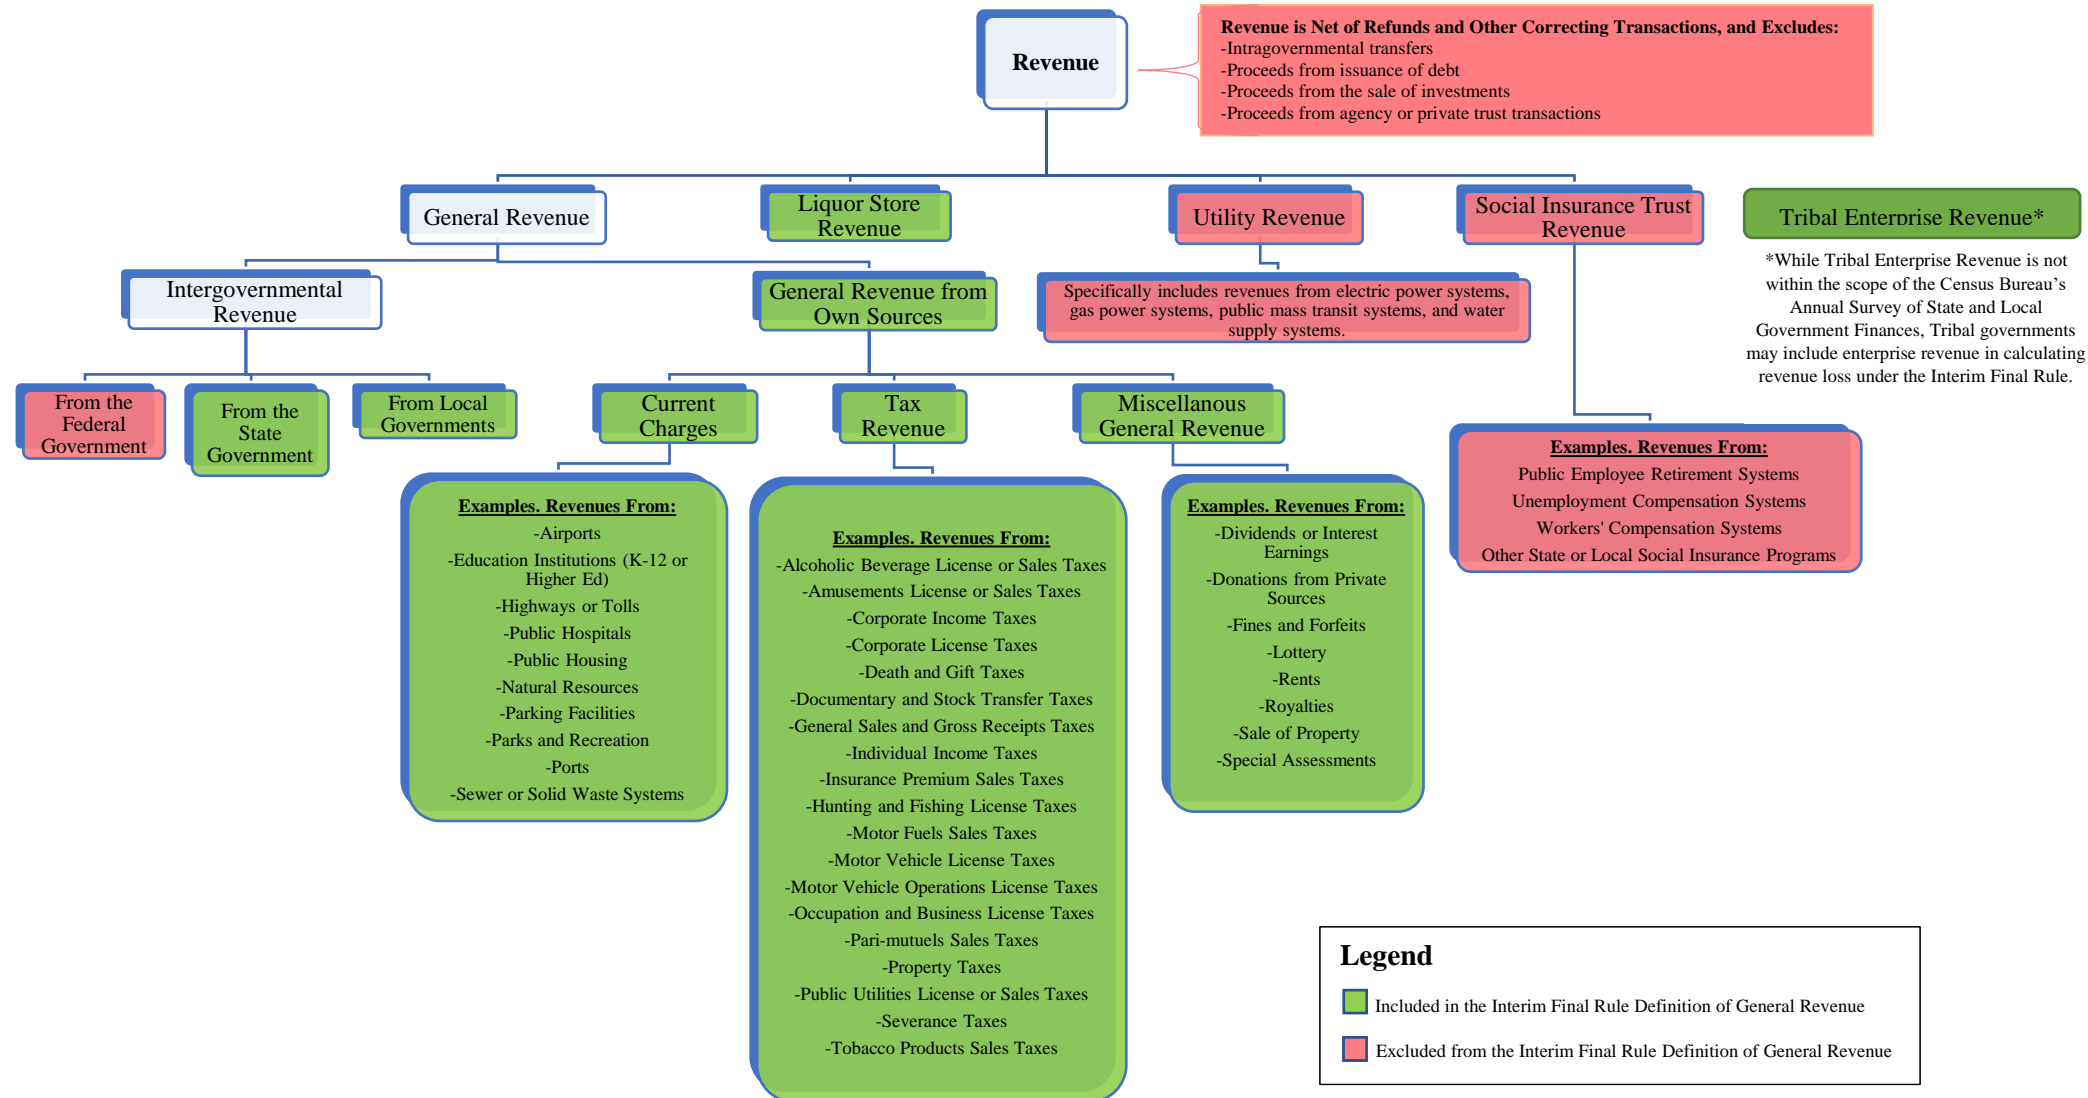 Revenue
Revenue is Net of Refunds and Other Correcting Transactions, and Excludes:
-Intragovernmental transfers
-Proceeds from issuance of debt
-Proceeds from the sale of investments
-Proceeds from agency or private trust transactions
General Revenue
Liquor Store
Revenue
Utility Revenue
Social Insurance Trust
Revenue
Tribal Enterprise Revenue*
*While Tribal Enterprise Revenue is not
within the scope of the Census Bureau's
Annual Survey of State and Local
Government Finances, Tribal governments
may include enterprise revenue in calculating
revenue loss under the Interim Final Rule.
Intergovernmental
Revenue
General Revenue from
Own Sources
Specifically includes revenues from electric power systems,
gas power systems, public mass transit systems, and water
supply systems.
From the
Federal
Government
From the
State
Government
From Local
Governments
Current
Charges
Tax
Revenue
Miscellanous
General Revenue
Examples. Revenues From:
-Airports
-Education Institutions (K-12 or
Higher Ed)
-Highways or Tolls
-Public Hospitals
-Public Housing
-Natural Resources
-Parking Facilities
-Parks and Recreation
-Ports
-Sewer or Solid Waste Systems
Examples. Revenues From:
-Alcoholic Beverage License or Sales Taxes
-Amusements License or Sales Taxes
-Corporate Income Taxes
-Corporate License Taxes
-Death and Gift Taxes
-Documentary and Stock Transfer Taxes
-General Sales and Gross Receipts Taxes
-Individual Income Taxes
-Insurance Premium Sales Taxes
-Hunting and Fishing License Taxes
-Motor Fuels Sales Taxes
-Motor Vehicle License Taxes
-Motor Vehicle Operations License Taxes
-Occupation and Business License Taxes
-Pari-mutuels Sales Taxes
-Property Taxes
-Public Utilities License or Sales Taxes
-Severance Taxes
-Tobacco Products Sales Taxes
Examples. Revenues From:
-Dividends or Interest
Earnings
-Donations from Private
Sources
-Fines and Forfeits
-Lottery
-Rents
-Royalties
-Sale of Property
-Special Assessments
Examples. Revenues From:
Public Employee Retirement Systems
Unemployment Compensation Systems
Workers' Compensation Systems
Other State or Local Social Insurance Programs
Legend
Included in the Interim Final Rule Definition of General Revenue
Excluded from the Interim Final Rule Definition of General Revenue